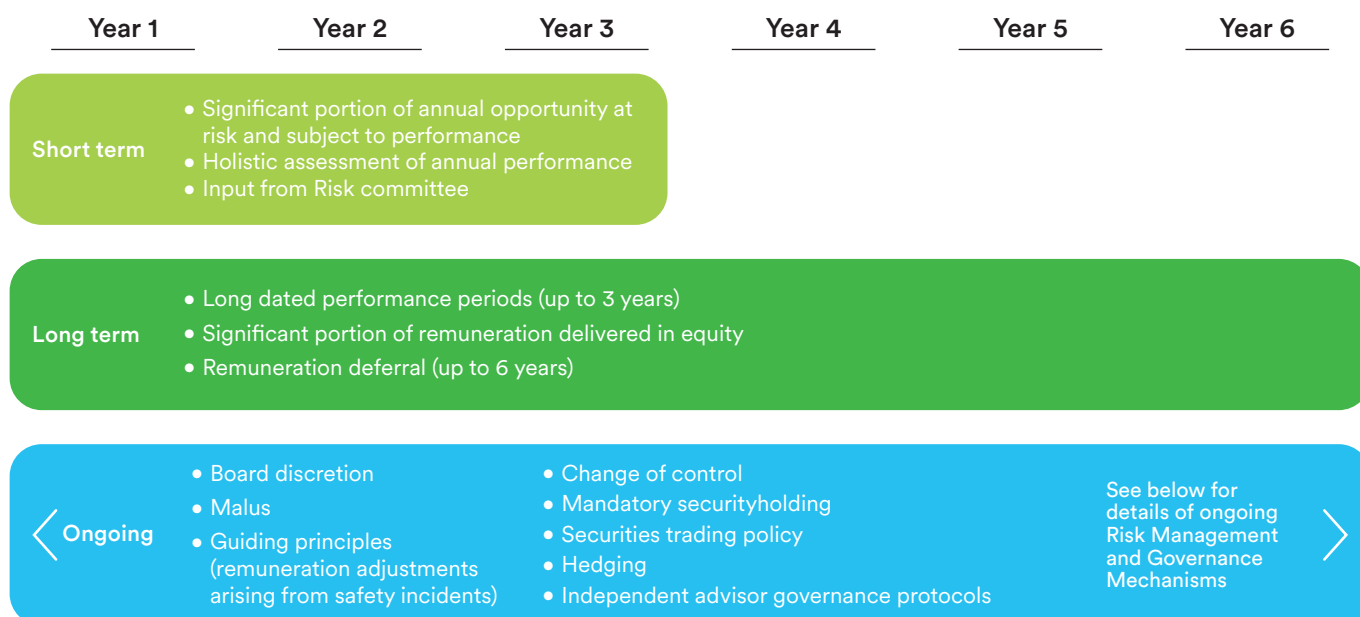 Year 1 Year 2 Year 3 Year 4 Year 5 Year 6
Short term
• Significant portion of annual opportunity at
risk and subject to performance
• Holistic assessment of annual performance
• Input from Risk committee
Long term
• Long dated performance periods (up to 3 years)
• Significant portion of remuneration delivered in equity
• Remuneration deferral (up to 6 years)
Ongoing
• Board discretion
• Malus
• Guiding principles
(remuneration adjustments
arising from safety incidents)
• Change of control
• Mandatory securityholding
• Securities trading policy
• Hedging
• Independent advisor governance protocols
See below for
details of ongoing
Risk Management
and Governance
Mechanisms